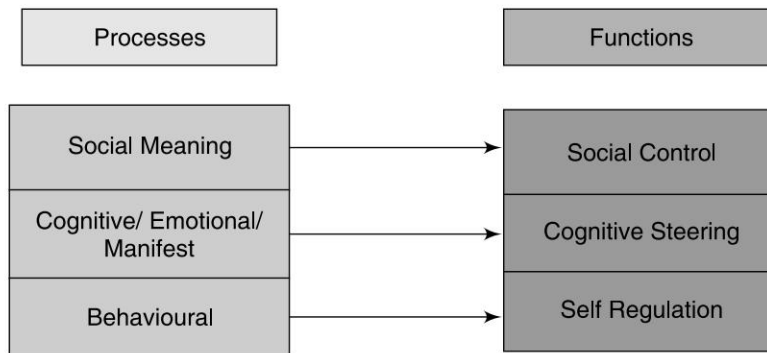 Processes
Functions
Social Meaning
Social Control
Cognitive/ Emotional/
Manifest
Cognitive Steering
Behavioural
Self Regulation